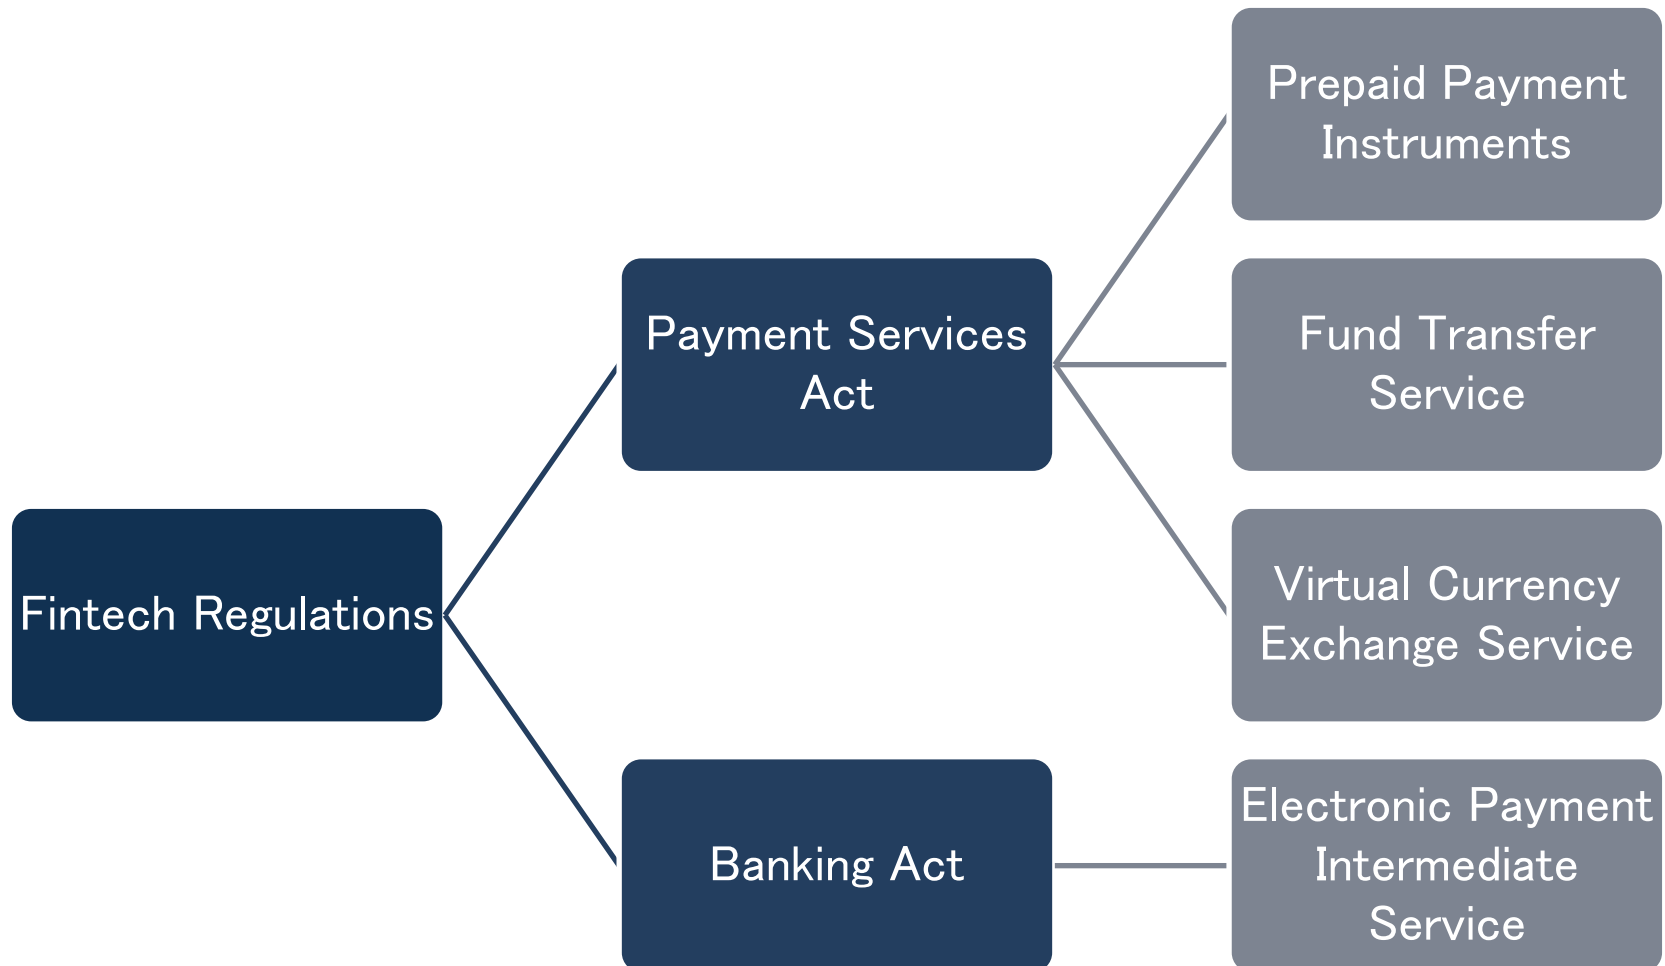 Fintech Regulations
Payment Services
Act
Prepaid Payment
Instruments
Fund Transfer
Service
Virtual Currency
Exchange Service
Banking Act
Electronic Payment
Intermediate
Service